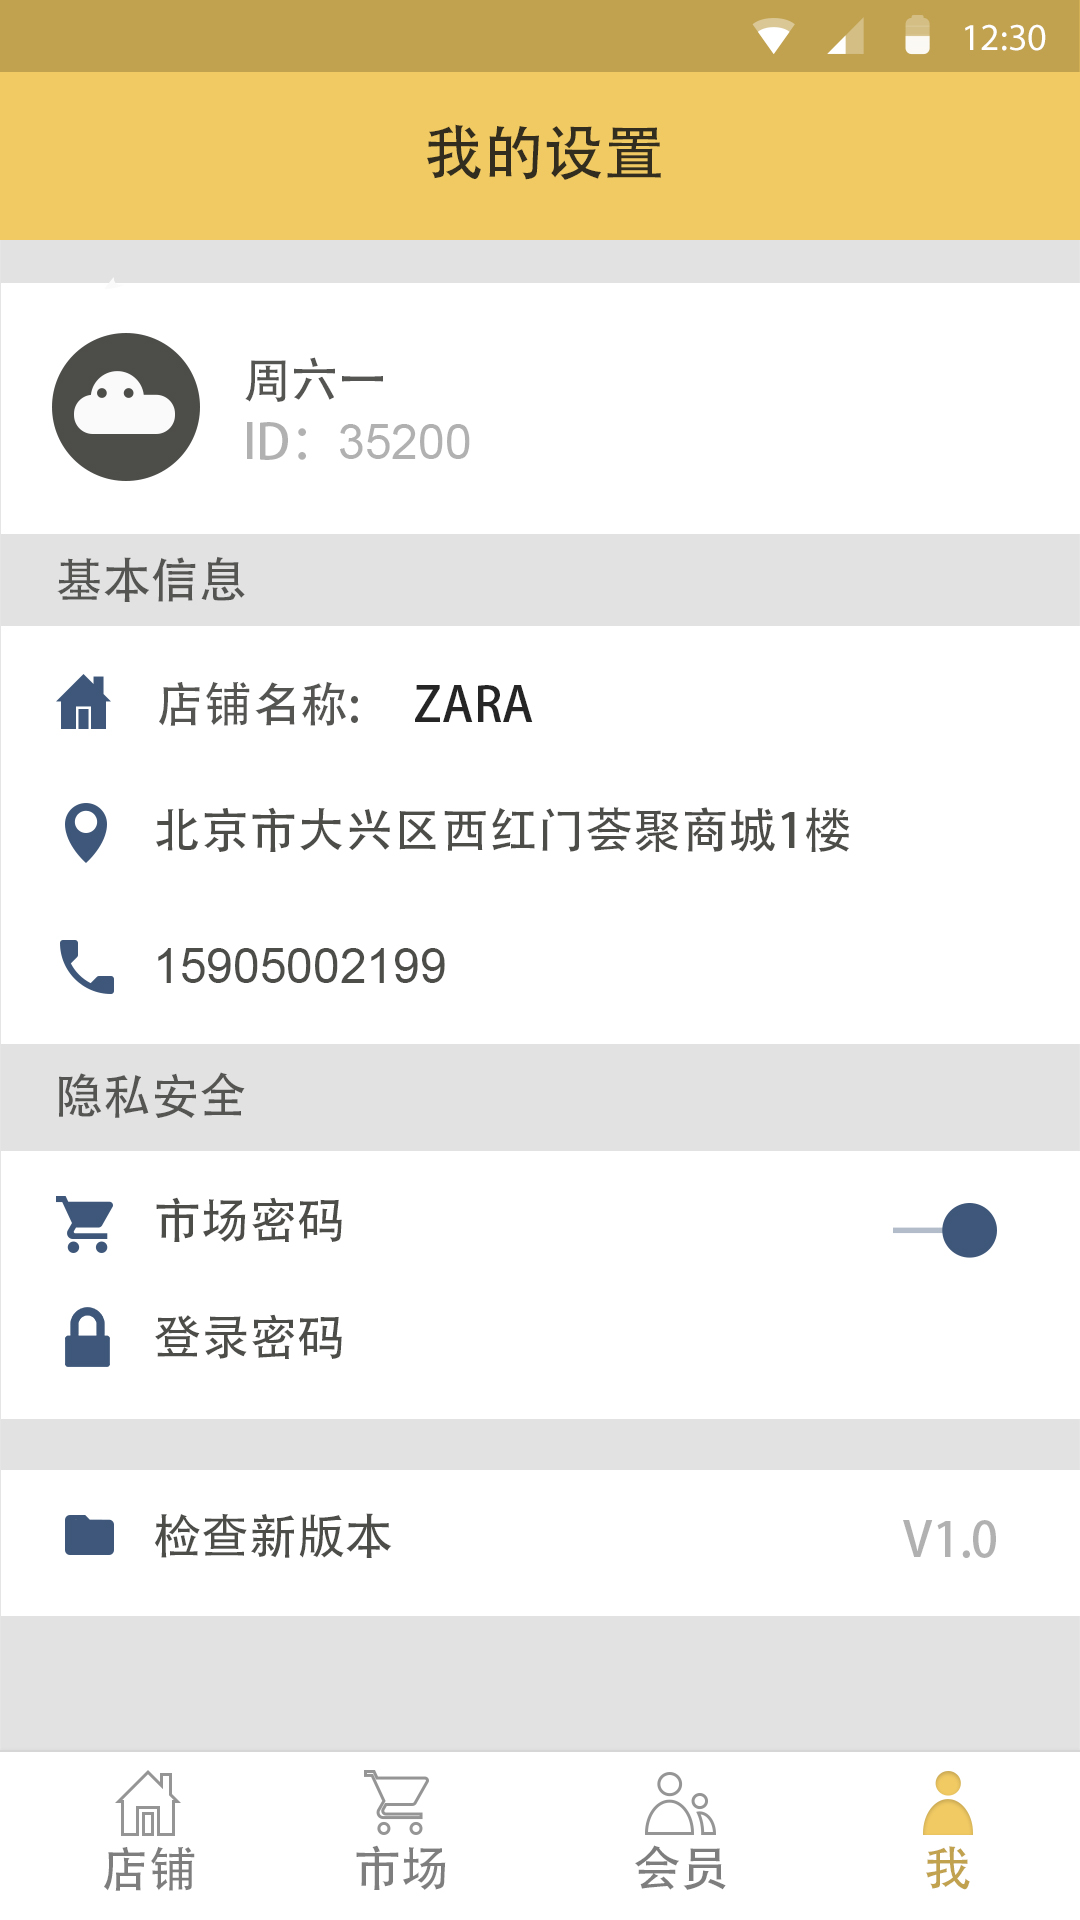 12:30
我的设置
周六一
ID：35200
基本信息
店铺名称: ZARA
北京市大兴区西红门荟聚商城1楼
15905002199
隐私安全
市场密码
登录密码
检查新版本 V1.0
店铺 市场 会员 我